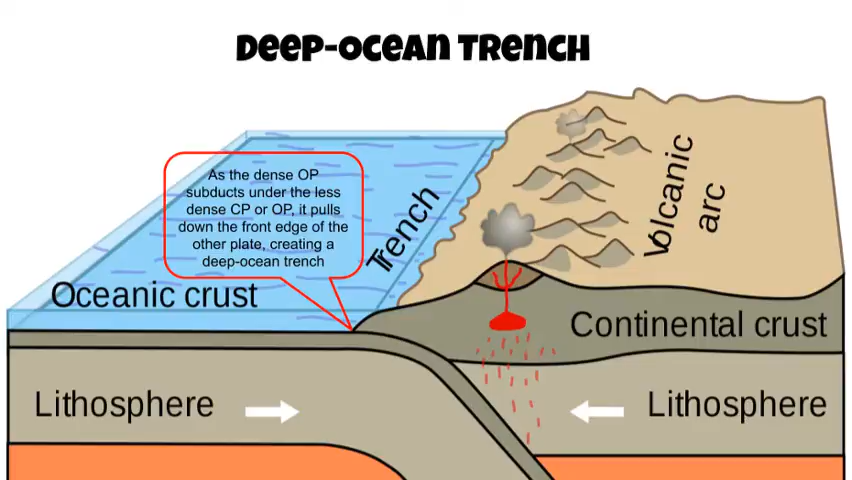 Deep-Ocean Trench
As the dense OP
subducts under the less
dense CP or OP, it pulls
down the front edge of the
other plate, creating a
deep-ocean trench
Trench
Volcanic
arc
Oceanic crust
Continental crust
Lithosphere
Lithosphere